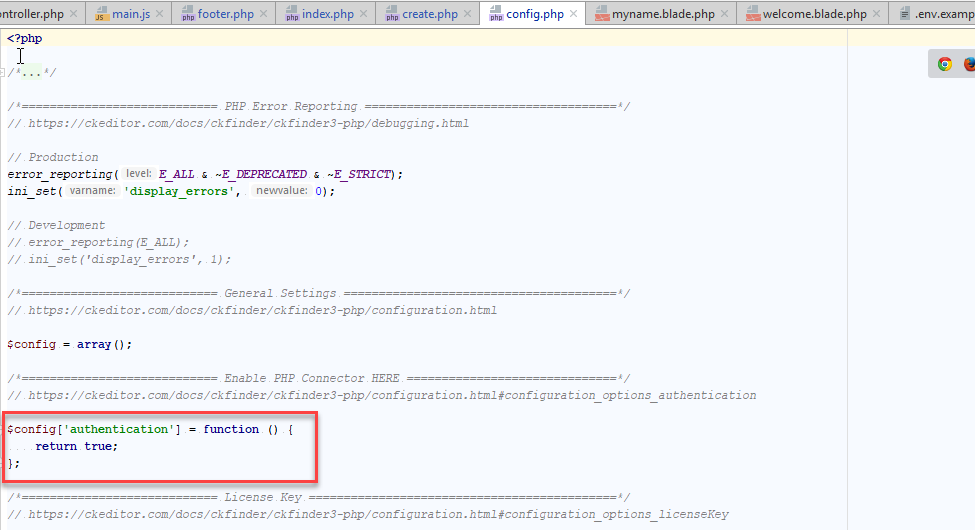 ontroller.php × main.js × footer.php × index.php × create.php × config.php × myname.blade.php × welcome.blade.php × .env.examp
<?php
/*...*/
/*============================ PHP Error Reporting ====================================*/
// https://ckeditor.com/docs/ckfinder/ckfinder3-php/debugging.html
// Production
error_reporting( level: E_ALL & ~E_DEPRECATED & ~E_STRICT);
ini_set( varname: 'display_errors', newvalue: 0);
// Development
// error_reporting(E_ALL);
// ini_set('display_errors', 1);
/*============================ General Settings =======================================*/
// https://ckeditor.com/docs/ckfinder/ckfinder3-php/configuration.html
$config = array();
/*============================ Enable PHP Connector HERE ==============================*/
// https://ckeditor.com/docs/ckfinder/ckfinder3-php/configuration.html#configuration_options_authentication
$config['authentication'] = function () {
return true;
};
/*============================ License Key ============================================*/
// https://ckeditor.com/docs/ckfinder/ckfinder3-php/configuration.html#configuration_options_licenseKey